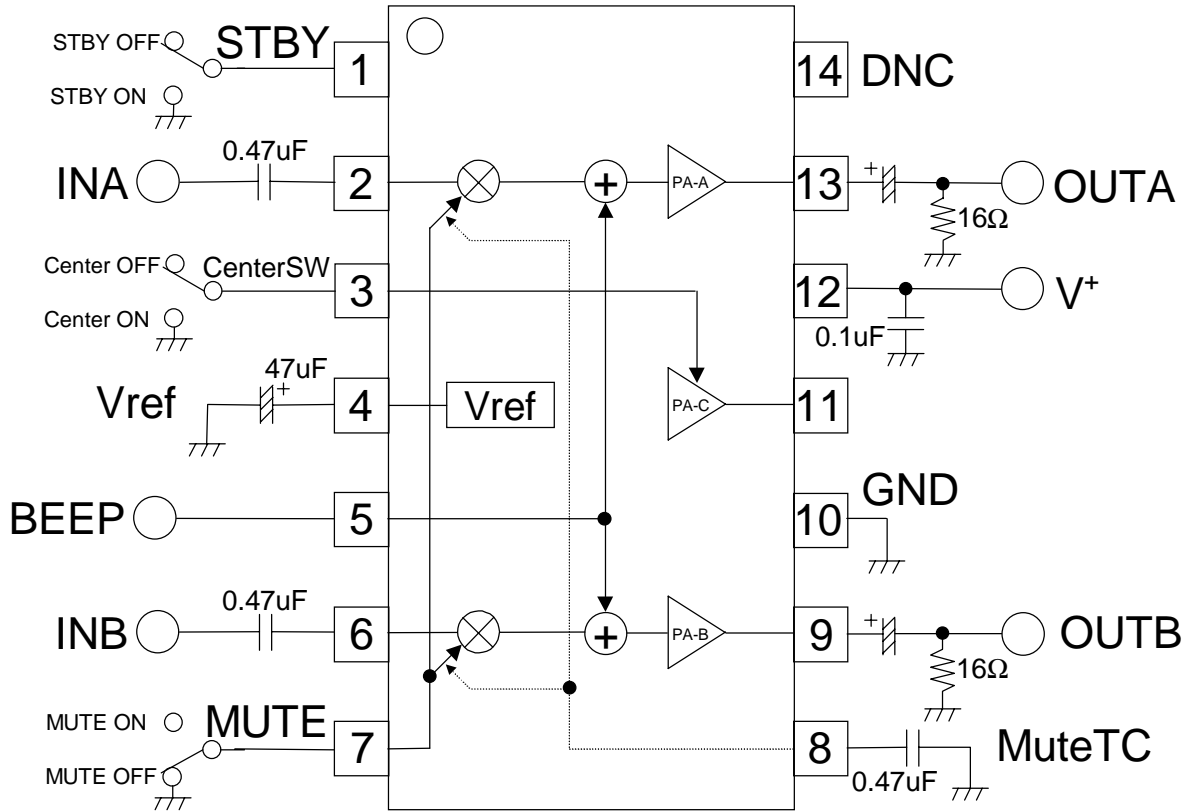 STBY OFF
STBY
1
STBY ON
14
DNC
0.47uF
INA
2
+
PA-A
13
+
OUTA
16Ω
Center OFF
CenterSW
3
Center ON
12
V+
0.1uF
47uF
+
Vref
4
Vref
PA-C
11
GND
BEEP
5
10
0.47uF
INB
6
+
PA-B
9
+
OUTB
16Ω
MUTE ON
MUTE
7
MUTE OFF
8
0.47uF
MuteTC